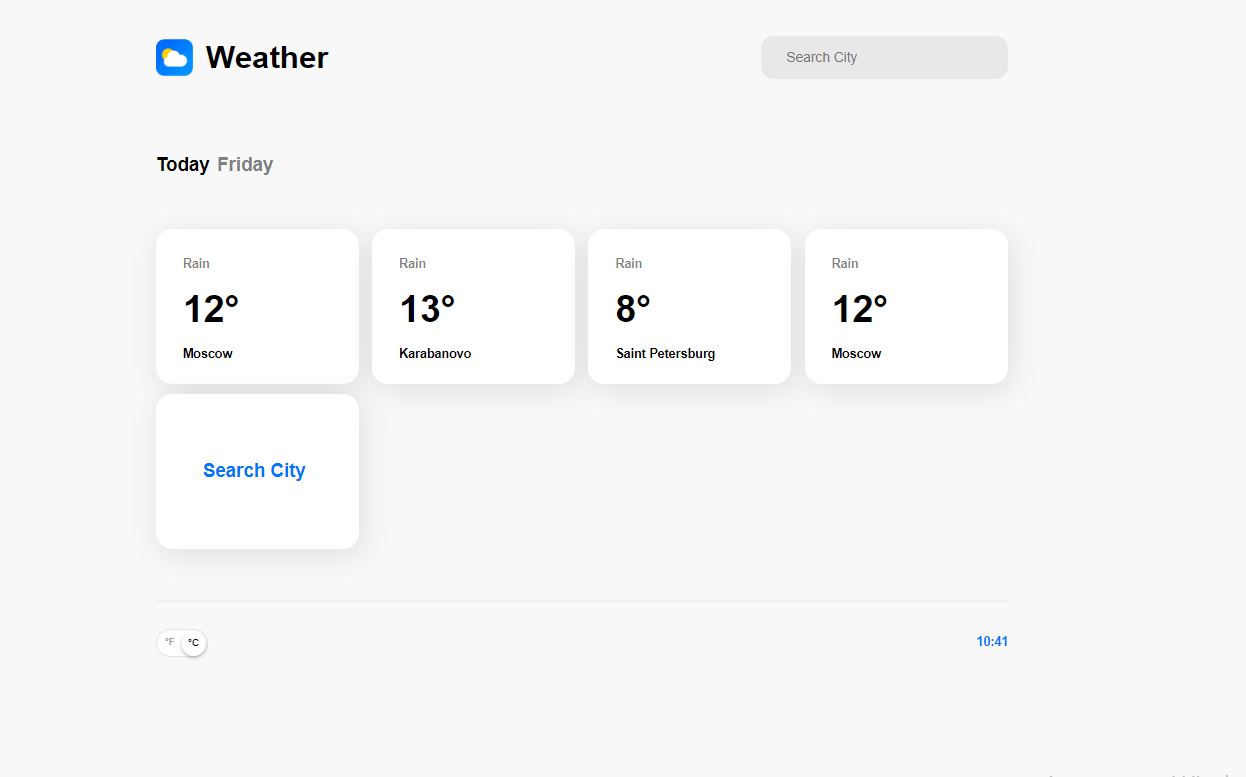 Weather
Search City
Today Friday
Rain
12°
Moscow
Rain
13°
Karabanovo
Rain
8°
Saint Petersburg
Rain
12°
Moscow
Search City
°F °C
10:41